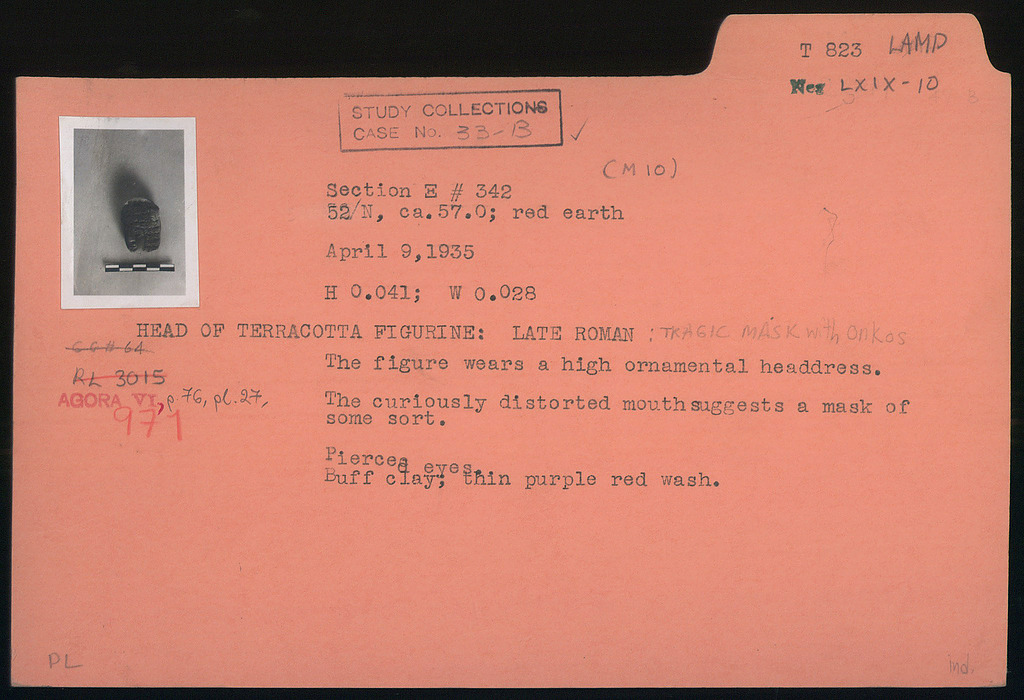 T 823 LAMP
Neg LXIX-10
STUDY COLLECTIONS
CASE No. 33-B
(M 10)
Section E # 342
52/N, ca.57.0; red earth
April 9,1935
H 0.041; W 0.028
HEAD OF TERRACOTTA FIGURINE: LATE ROMAN : TRAGIC MASK with onkos
RL 3015
The figure wears a high ornamental headdress.
AGORA VI, p. 76, pl. 27,
971
The curiously distorted mouth suggests a mask of
some sort.
Pierced eyes.
Buff clay; thin purple red wash.
PL
ind.